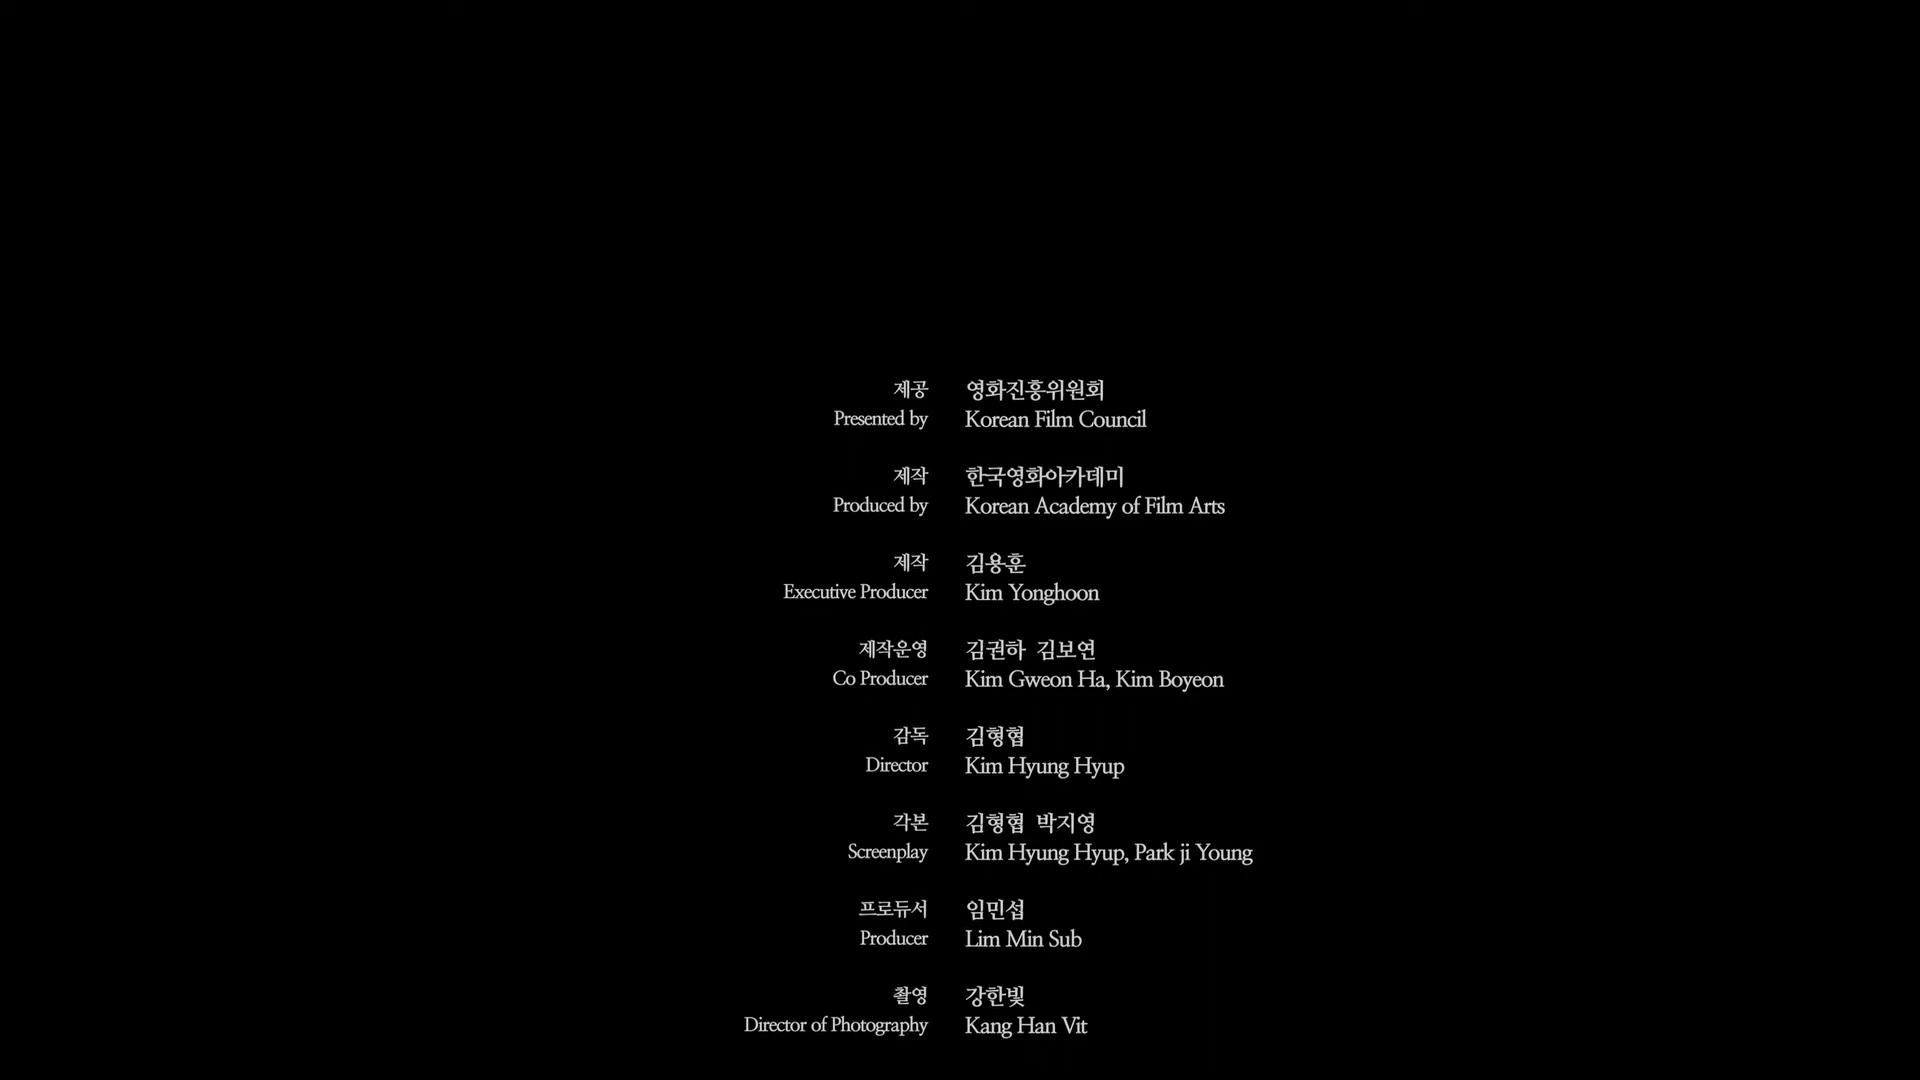 제공 영화진흥위원회
Presented by Korean Film Council
제작 한국영화아카데미
Produced by Korean Academy of Film Arts
제작 김용훈
Executive Producer Kim Yonghoon
제작운영 김권하 김보연
Co Producer Kim Gweon Ha, Kim Boyeon
감독 김형협
Director Kim Hyung Hyup
각본 김형협 박지영
Screenplay Kim Hyung Hyup, Park ji Young
프로듀서 임민섭
Producer Lim Min Sub
촬영 강한빛
Director of Photography Kang Han Vit